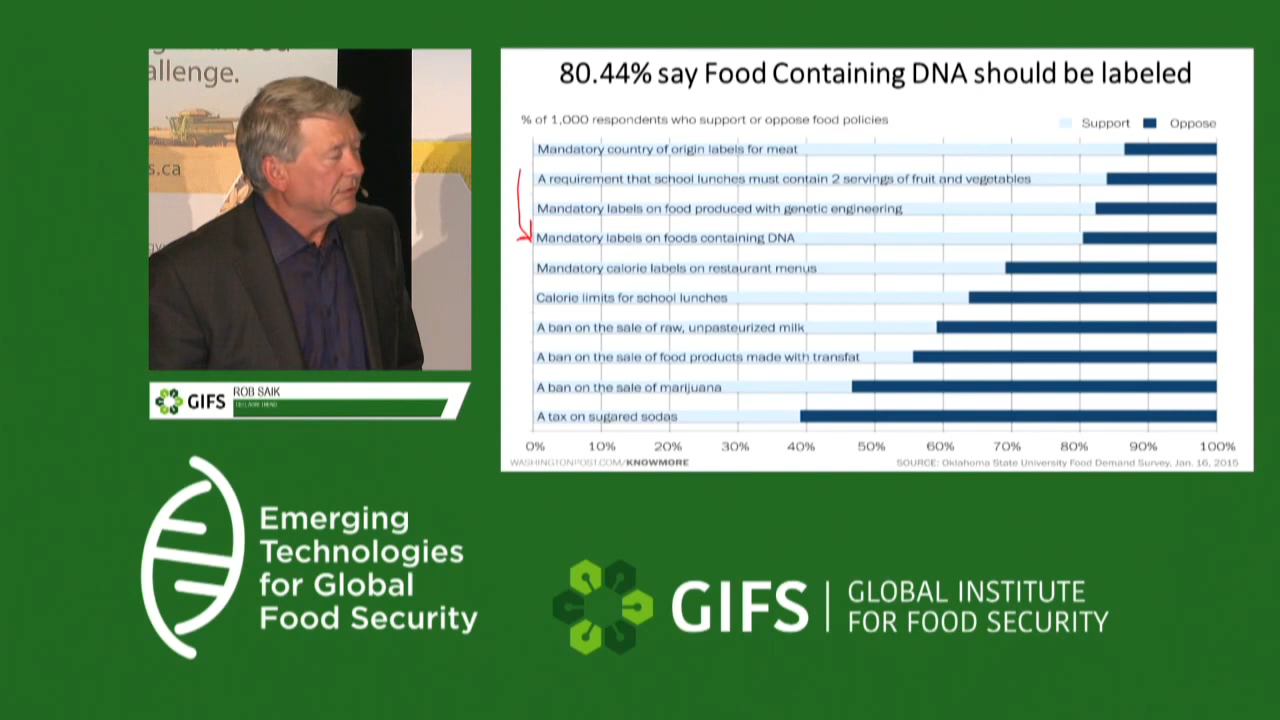 allenge.
s.ca
GIFS
ROB SAIK
Emerging
Technologies
for Global
Food Security
80.44% say Food Containing DNA should be labeled
% of 1,000 respondents who support or oppose food policies
Support Oppose
Mandatory country of origin labels for meat
A requirement that school lunches must contain 2 servings of fruit and vegetables
Mandatory labels on food produced with genetic engineering
Mandatory labels on foods containing DNA
Mandatory calorie labels on restaurant menus
Calorie limits for school lunches
A ban on the sale of raw, unpasteurized milk
A ban on the sale of food products made with transfat
A ban on the sale of marijuana
A tax on sugared sodas
0% 10% 20% 30% 40% 50% 60% 70% 80% 90% 100%
WASHINGTONPOST.COM/KNOWMORE
SOURCE: Oklahoma State University Food Demand Survey, Jan. 16, 2015
GIFS
GLOBAL INSTITUTE
FOR FOOD SECURITY